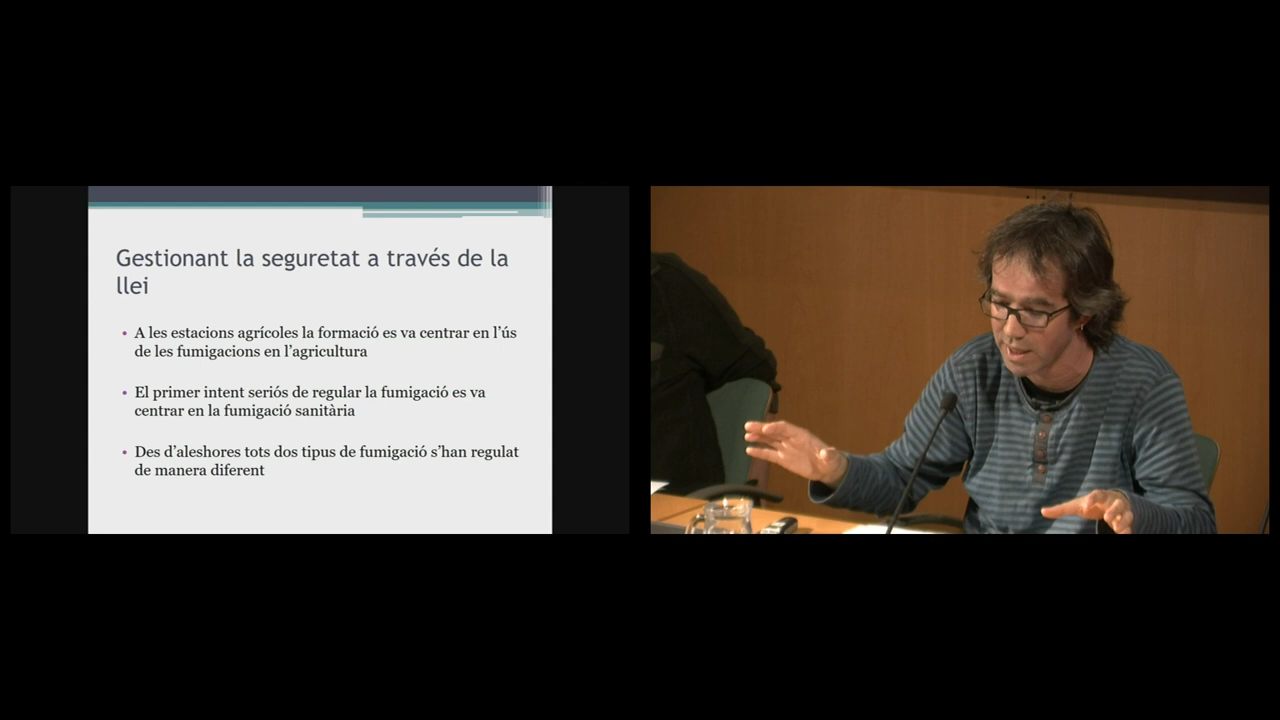 Gestionant la seguretat a través de la
llei
• A les estacions agrícoles la formació es va centrar en l’ús
de les fumigacions en l’agricultura
• El primer intent seriós de regular la fumigació es va
centrar en la fumigació sanitària
• Des d’aleshores tots dos tipus de fumigació s’han regulat
de manera diferent